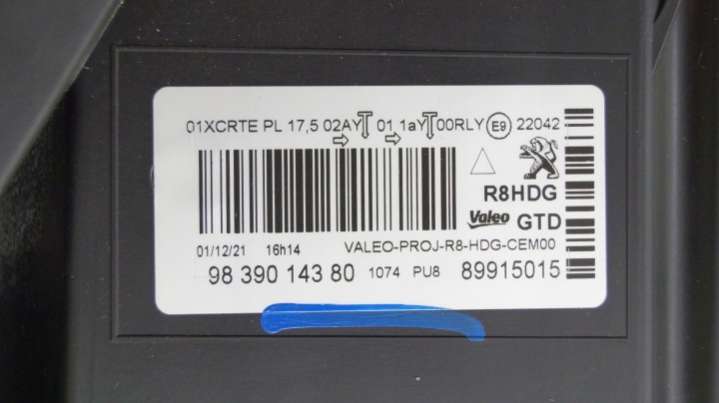 01XCRTE PL 17,5 02AY 01 1aY 00RLY E9 22042
R8HDG
Valeo GTD
01/12/21 16h14 VALEO-PROJ-R8-HDG-CEM00
98 390 143 80 1074 PU8 89915015